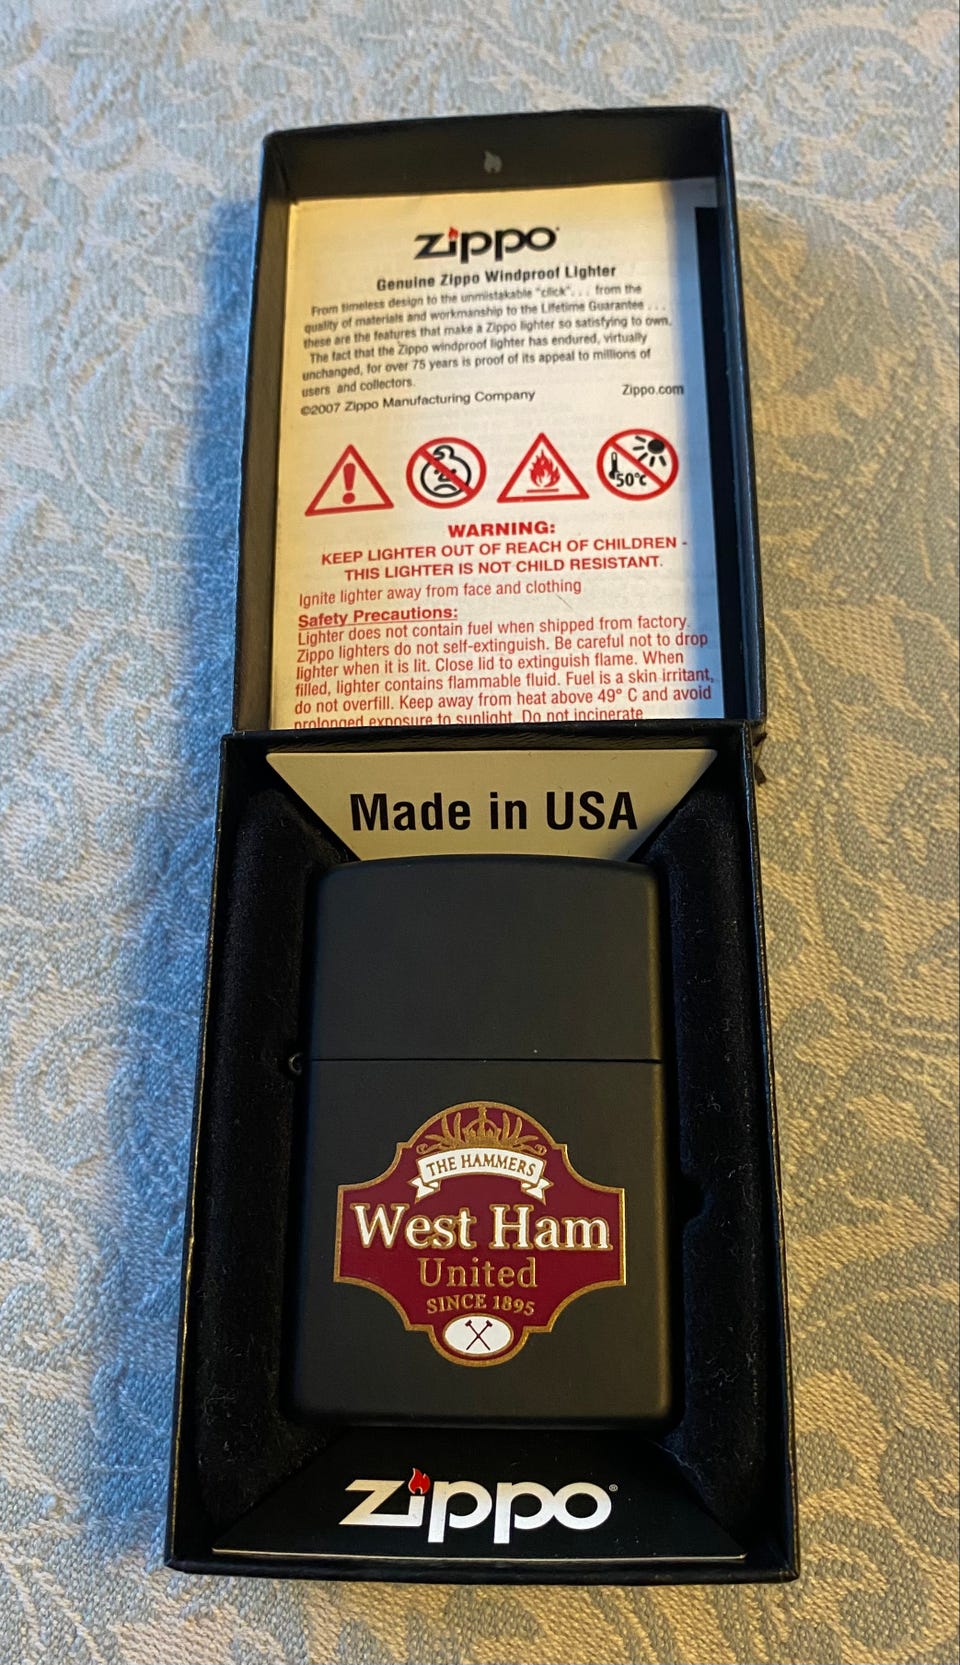 zippo
Genuine Zippo Windproof Lighter
From timeless design to the unmistakable "click". . . from the
quality of materials and workmanship to the Lifetime Guarantee . . .
these are the features that make a Zippo lighter so satisfying to own.
The fact that the Zippo windproof lighter has endured, virtually
unchanged, for over 75 years is proof of its appeal to millions of
users and collectors.
©2007 Zippo Manufacturing Company Zippo.com
50°C
WARNING:
KEEP LIGHTER OUT OF REACH OF CHILDREN -
THIS LIGHTER IS NOT CHILD RESISTANT.
Ignite lighter away from face and clothing
Safety Precautions:
Lighter does not contain fuel when shipped from factory.
Zippo lighters do not self-extinguish. Be careful not to drop
lighter when it is lit. Close lid to extinguish flame. When
filled, lighter contains flammable fluid. Fuel is a skin irritant,
do not overfill. Keep away from heat above 49° C and avoid
prolonged exposure to sunlight. Do not incinerate
Made in USA
THE HAMMERS
West Ham
United
SINCE 1895
zippo®